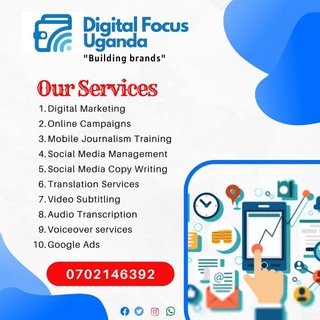 Digital Focus
Uganda
"Building brands"
Our Services
1. Digital Marketing
2. Online Campaigns
3. Mobile Journalism Training
4. Social Media Management
5. Social Media Copy Writing
6. Translation Services
7. Video Subtitling
8. Audio Transcription
9. Voiceover services
10. Google Ads
0702146392